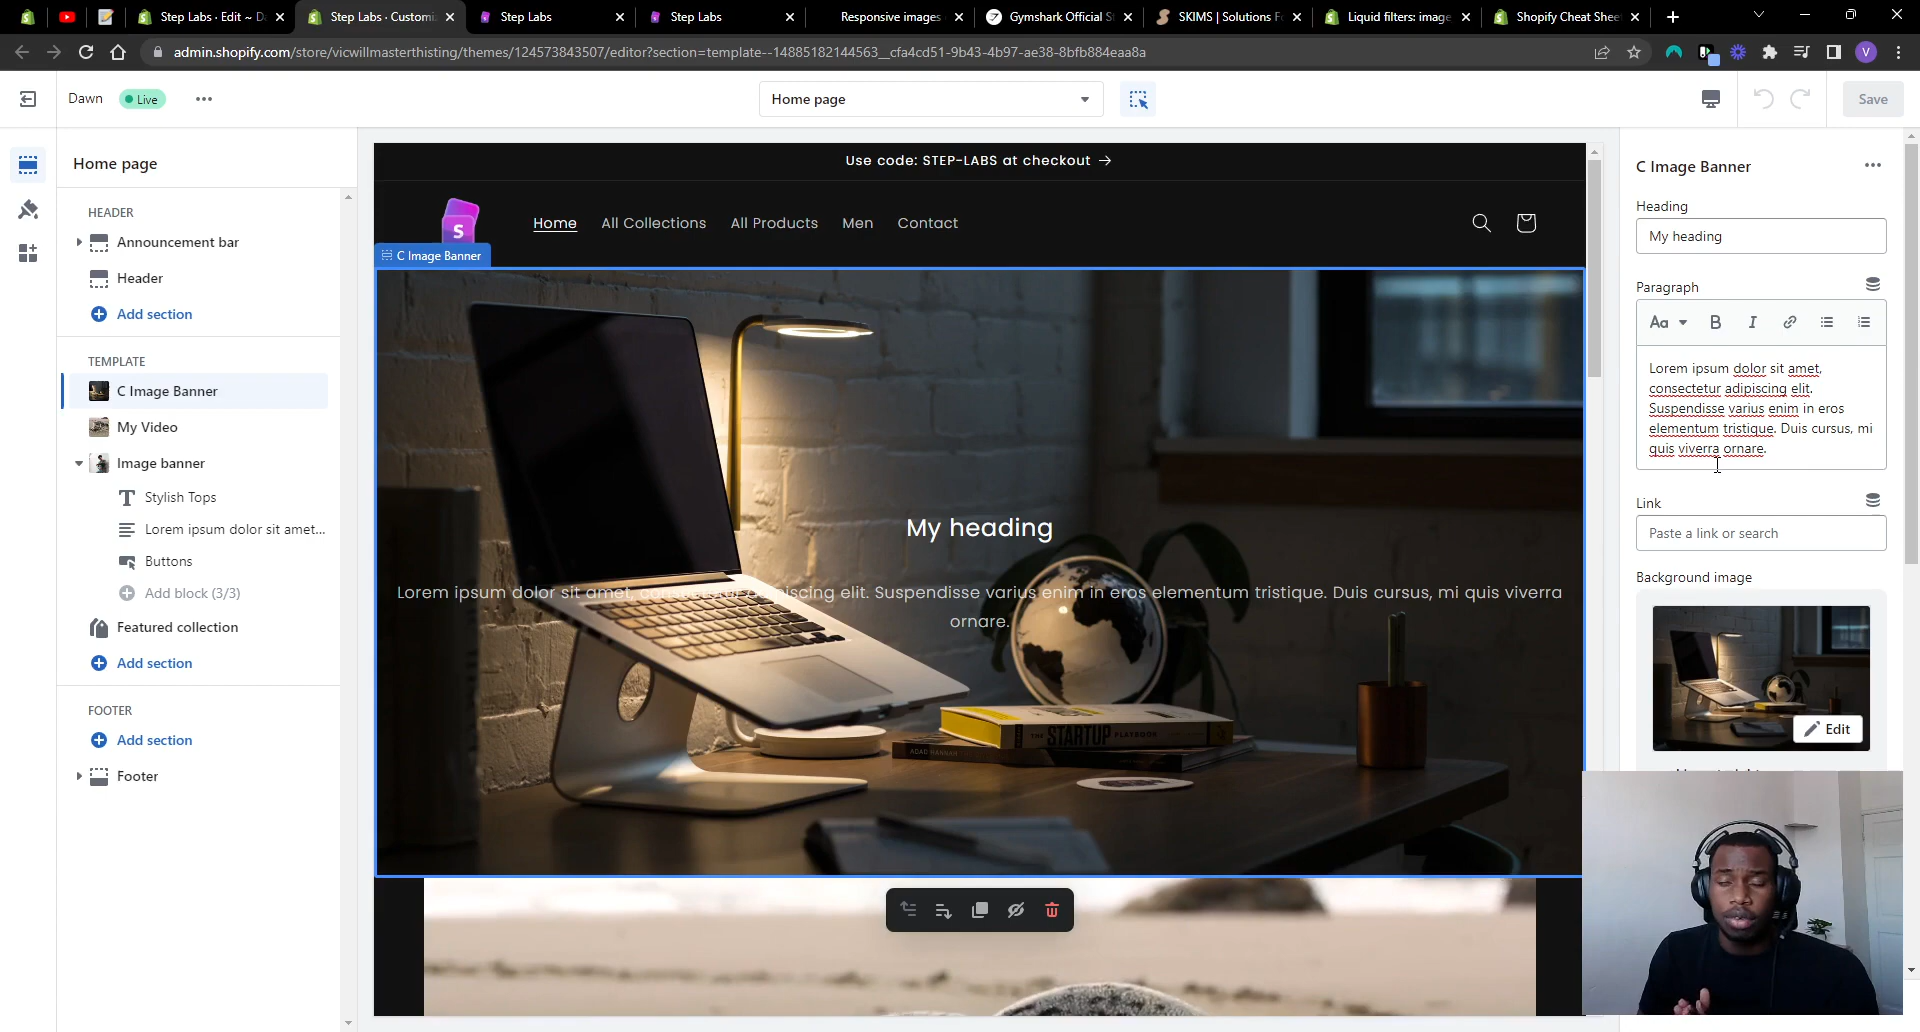 Step Labs · Edit ~ D
Step Labs · Customi
Step Labs
Step Labs
Responsive images
Gymshark Official S
SKIMS | Solutions F
Liquid filters: image
Shopify Cheat Shee
admin.shopify.com/store/vicwillmasterthisting/themes/124573843507/editor?section=template--14885182144563__cfa4cd51-9b43-4b97-ae38-8bfb884eaa8a
V
Dawn
Live
Home page
Save
Home page
HEADER
Announcement bar
Header
Add section
TEMPLATE
C Image Banner
My Video
Image banner
Stylish Tops
Lorem ipsum dolor sit amet...
Buttons
Add block (3/3)
Featured collection
Add section
FOOTER
Add section
Footer
Use code: STEP-LABS at checkout →
S
Home
All Collections
All Products
Men
Contact
C Image Banner
My heading
Lorem ipsum dolor sit amet, consectetur adipiscing elit. Suspendisse varius enim in eros elementum tristique. Duis cursus, mi quis viverra
ornare.
THE STARTUP PLAYBOOK
C Image Banner
Heading
My heading
Paragraph
Aa
B
I
Lorem ipsum dolor sit amet,
consectetur adipiscing elit.
Suspendisse varius enim in eros
elementum tristique. Duis cursus, mi
quis viverra ornare.
Link
Paste a link or search
Background image
Edit